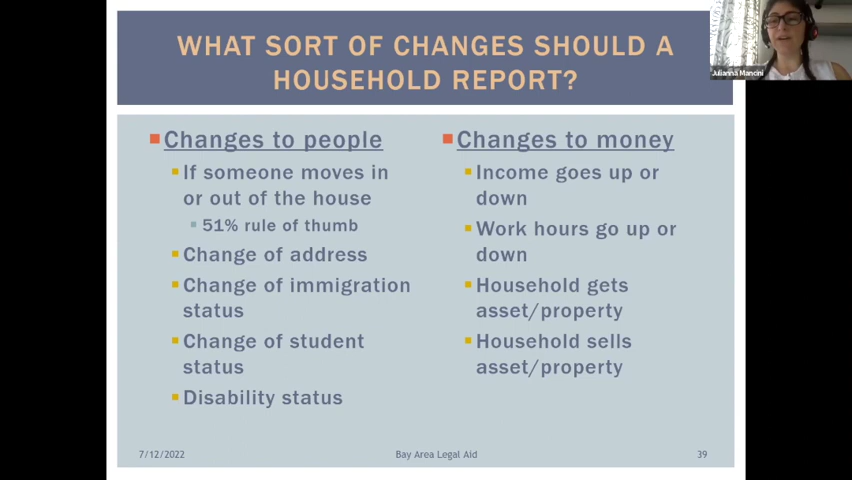 WHAT SORT OF CHANGES SHOULD A
HOUSEHOLD REPORT?
Julianna Mancini
Changes to people
If someone moves in
or out of the house
51% rule of thumb
Change of address
Change of immigration
status
Change of student
status
Disability status
Changes to money
Income goes up or
down
Work hours go up or
down
Household gets
asset/property
Household sells
asset/property
7/12/2022
Bay Area Legal Aid
39